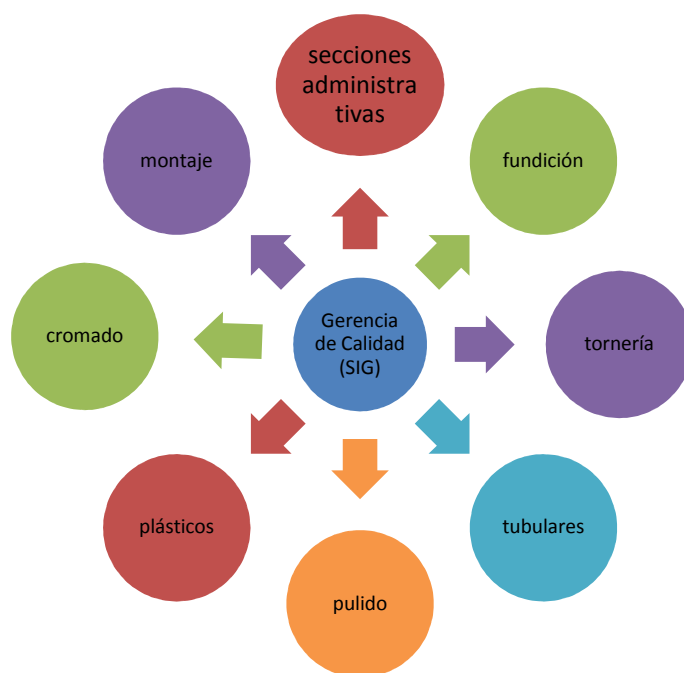 secciones
administra
tivas
montaje
fundición
cromado
Gerencia
de Calidad
(SIG)
tornería
plásticos
tubulares
pulido